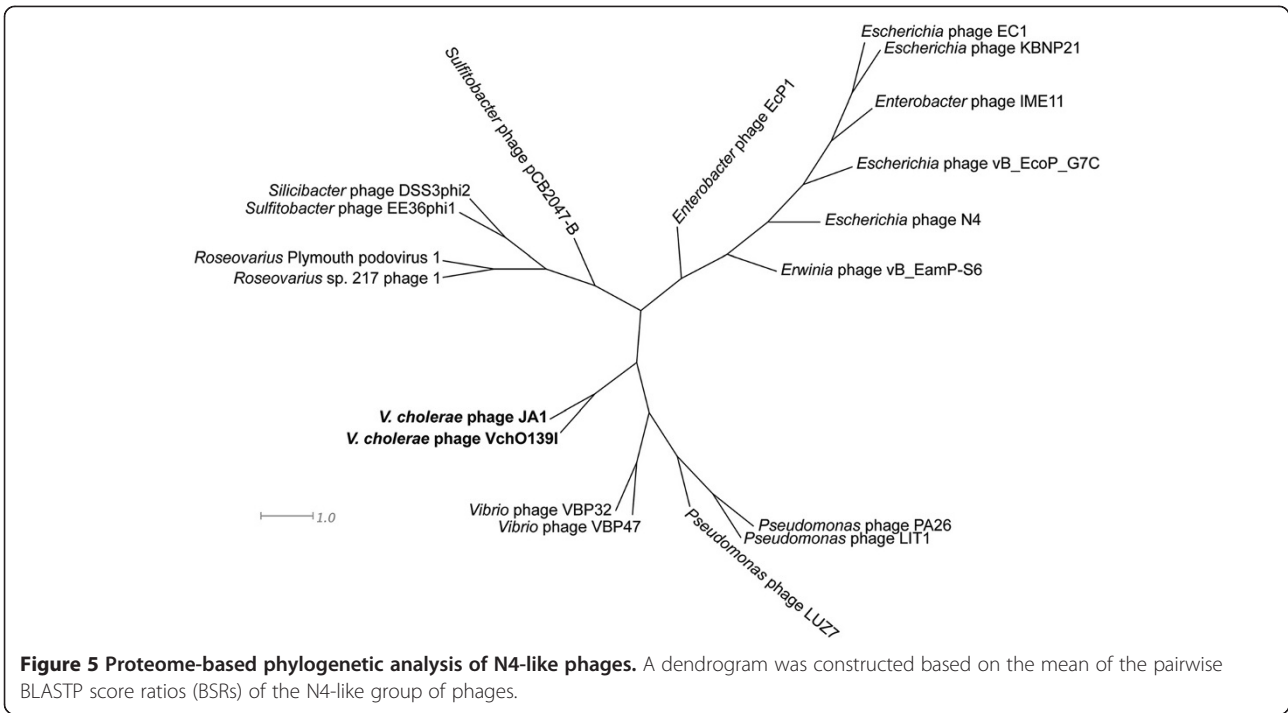 Escherichia phage EC1
Escherichia phage KBNP21
Enterobacter phage IME11
Escherichia phage vB_EcoP_G7C
Escherichia phage N4
Erwinia phage vB_EamP-S6
Enterobacter phage EcP1
Sulfitobacter phage pCB2047-B
Silicibacter phage DSS3phi2
Sulfitobacter phage EE36phi1
Roseovarius Plymouth podovirus 1
Roseovarius sp. 217 phage 1
V. cholerae phage JA1
V. cholerae phage VchO139I
Vibrio phage VBP32
Vibrio phage VBP47
Pseudomonas phage PA26
Pseudomonas phage LIT1
Pseudomonas phage LUZ7
1.0
Figure 5 Proteome-based phylogenetic analysis of N4-like phages. A dendrogram was constructed based on the mean of the pairwise
BLASTP score ratios (BSRs) of the N4-like group of phages.